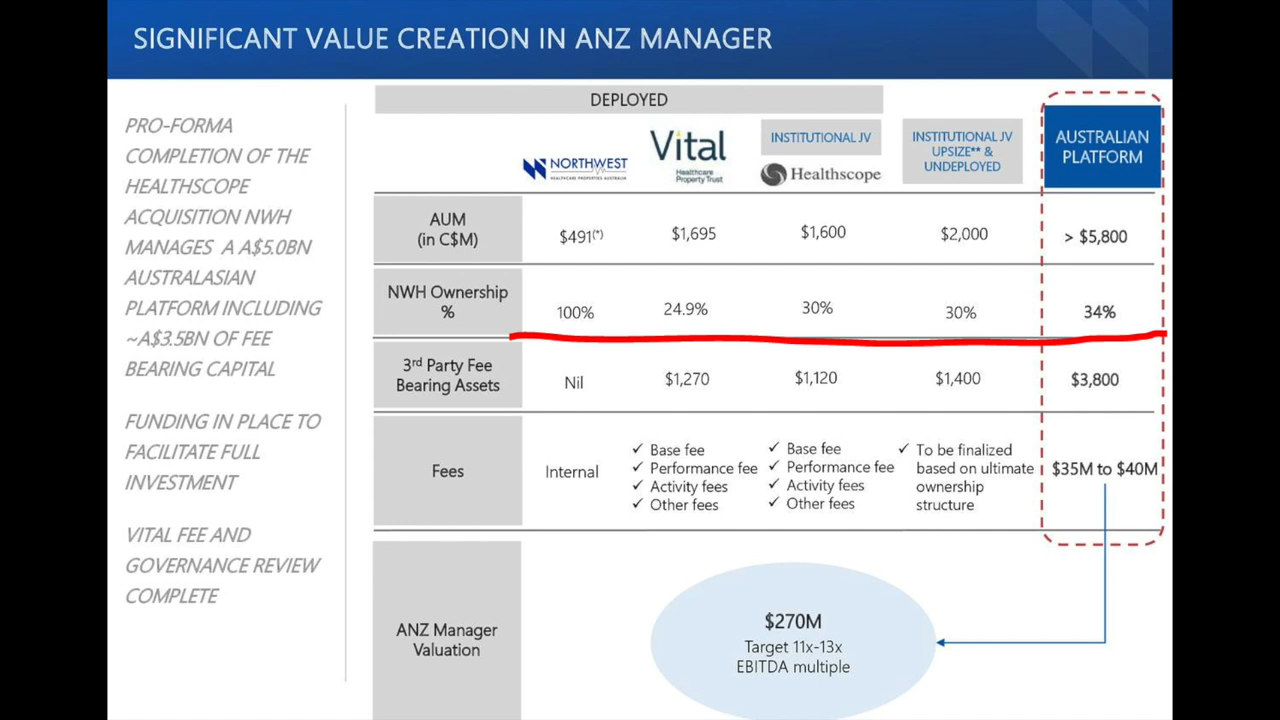 SIGNIFICANT VALUE CREATION IN ANZ MANAGER
PRO-FORMA
COMPLETION OF THE
HEALTHSCOPE
ACQUISITION NWH
MANAGES A A$5.0BN
AUSTRALASIAN
PLATFORM INCLUDING
~A$3.5BN OF FEE
BEARING CAPITAL
FUNDING IN PLACE TO
FACILITATE FULL
INVESTMENT
VITAL FEE AND
GOVERNANCE REVIEW
COMPLETE
DEPLOYED
NORTHWEST
HEALTHCARE PROPERTIES AUSTRALIA
Vital
Healthcare
Property Trust
INSTITUTIONAL JV
Healthscope
INSTITUTIONAL JV
UPSIZE** &
UNDEPLOYED
AUSTRALIAN
PLATFORM
AUM
(in C$M)
$491(*)
$1,695
$1,600
$2,000
> $5,800
NWH Ownership
%
100%
24.9%
30%
30%
34%
3rd Party Fee
Bearing Assets
Nil
$1,270
$1,120
$1,400
$3,800
Fees
Internal
✓ Base fee
✓ Performance fee
✓ Activity fees
✓ Other fees
✓ Base fee
✓ Performance fee
✓ Activity fees
✓ Other fees
✓ To be finalized
based on ultimate
ownership
structure
$35M to $40M
ANZ Manager
Valuation
$270M
Target 11x-13x
EBITDA multiple